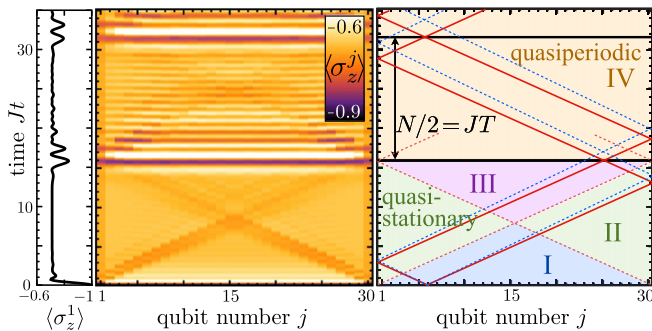 time Jt
30
20
10
0
−0.6
−1
⟨σ_z^1⟩
−0.6
⟨σ_z^j⟩
−0.9
1
15
30
qubit number j
quasiperiodic
IV
N/2=JT
III
quasi-
stationary
II
I
1
15
30
qubit number j